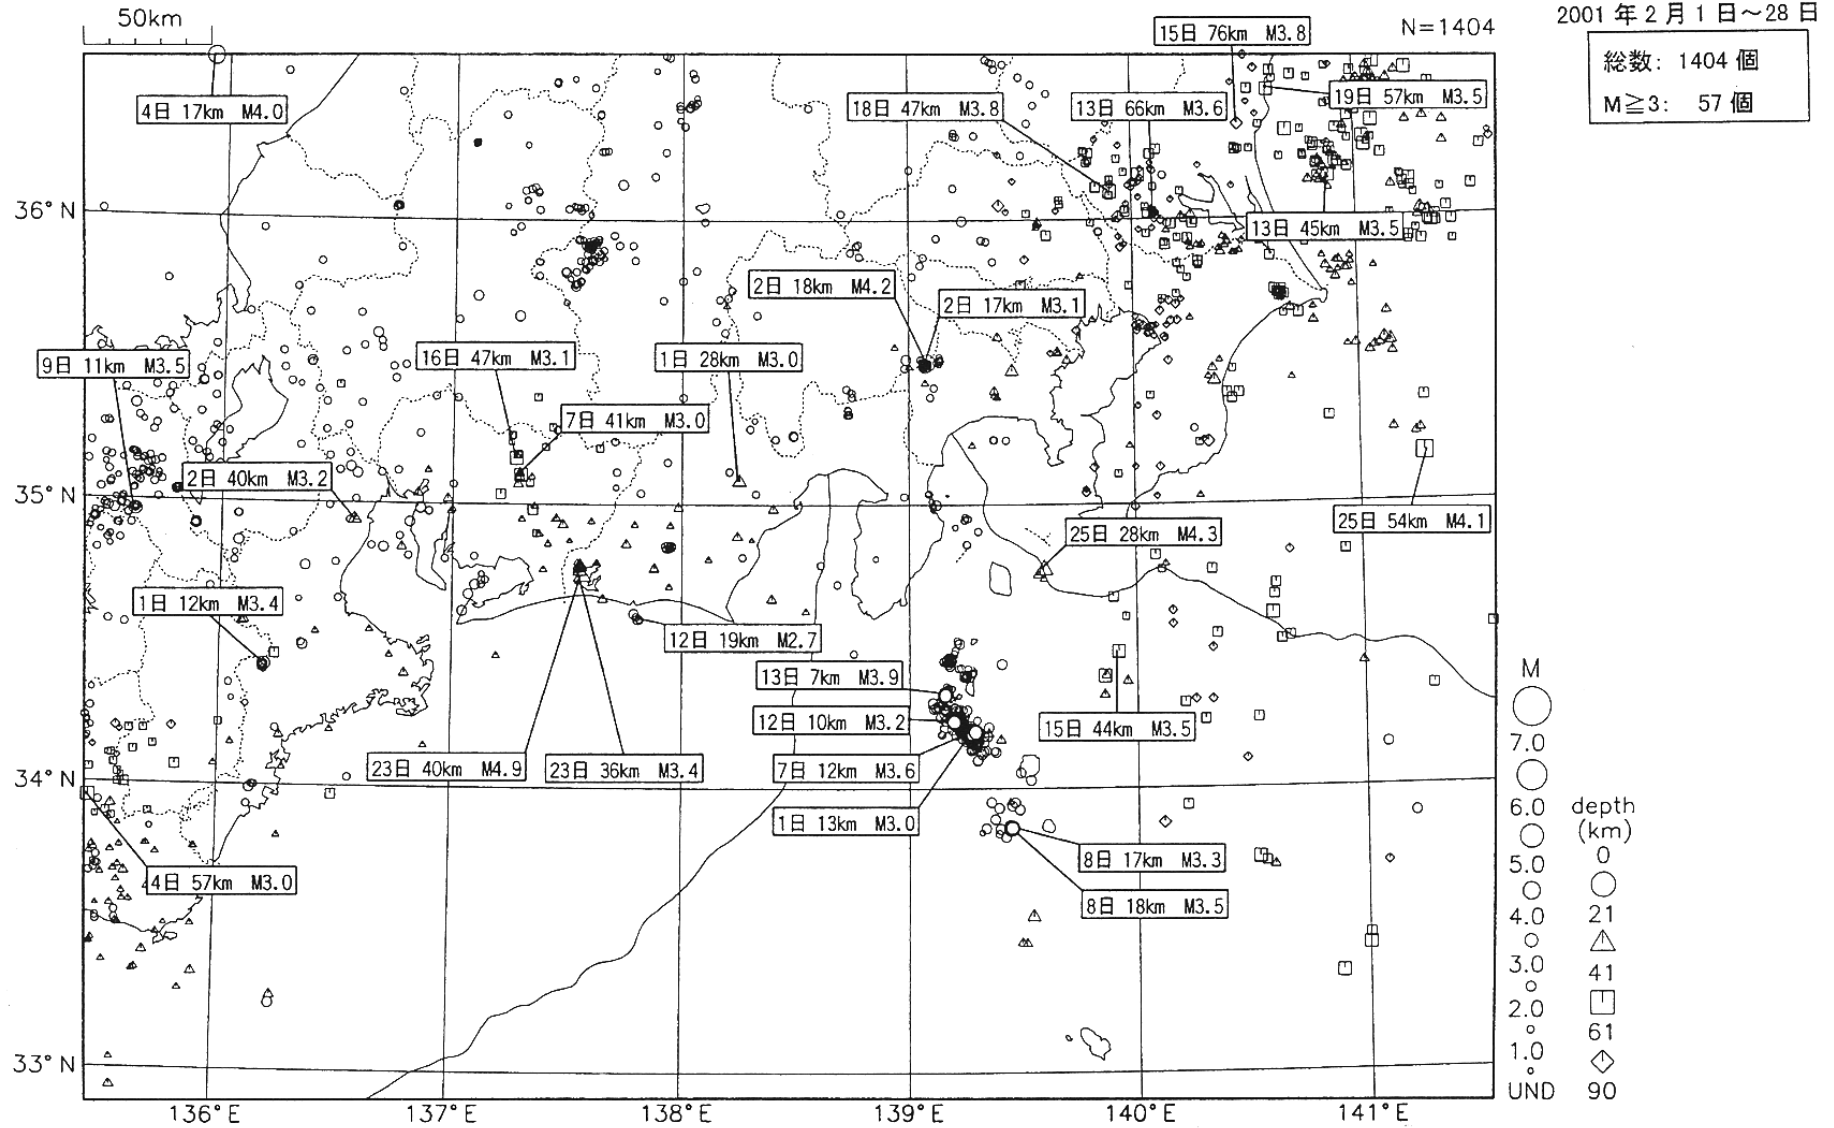 2001 年 2 月 1 日～28 日
50km
N=1404
総数: 1404 個
M≧3: 57 個
15日 76km M3.8
4日 17km M4.0
18日 47km M3.8
13日 66km M3.6
19日 57km M3.5
36°N
13日 45km M3.5
2日 18km M4.2
2日 17km M3.1
9日 11km M3.5
16日 47km M3.1
1日 28km M3.0
7日 41km M3.0
2日 40km M3.2
35°N
25日 28km M4.3
25日 54km M4.1
1日 12km M3.4
12日 19km M2.7
13日 7km M3.9
12日 10km M3.2
15日 44km M3.5
23日 40km M4.9
23日 36km M3.4
7日 12km M3.6
34°N
1日 13km M3.0
8日 17km M3.3
4日 57km M3.0
8日 18km M3.5
33°N
136°E
137°E
138°E
139°E
140°E
141°E
M
7.0
6.0
5.0
4.0
3.0
2.0
1.0
UND
depth
(km)
0
21
41
61
90